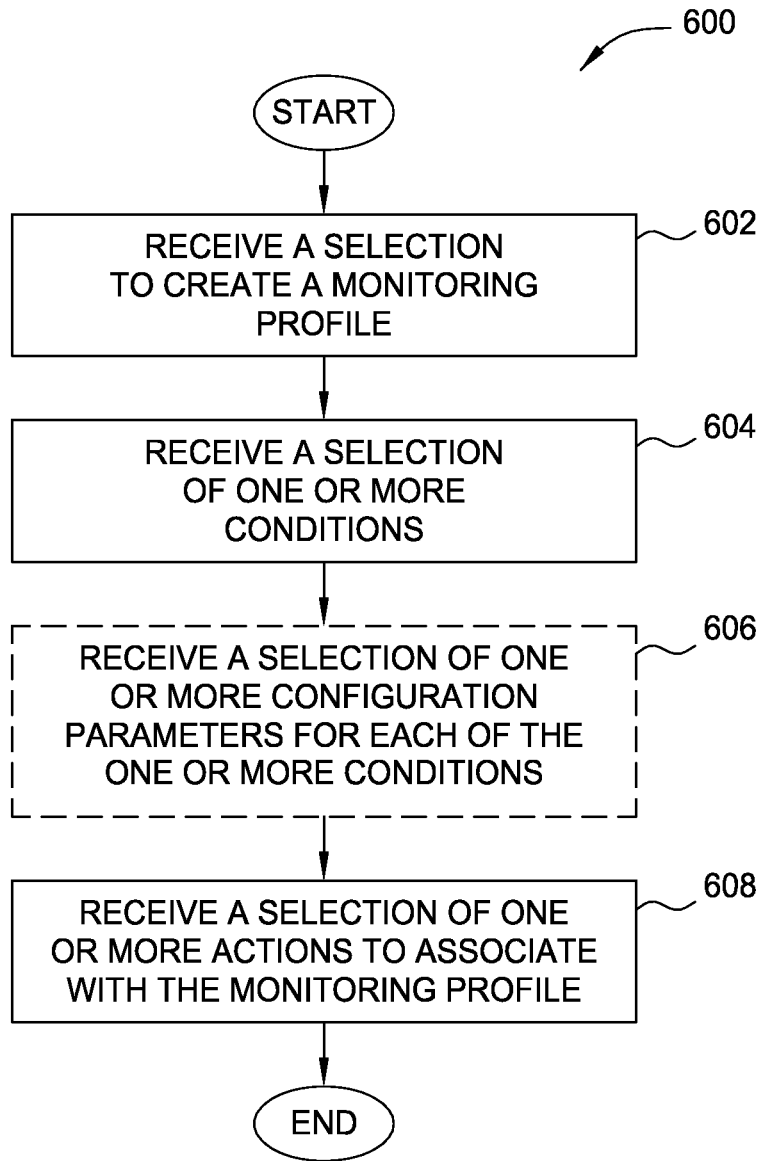 600
START
602
RECEIVE A SELECTION
TO CREATE A MONITORING
PROFILE
604
RECEIVE A SELECTION
OF ONE OR MORE
CONDITIONS
606
RECEIVE A SELECTION OF ONE
OR MORE CONFIGURATION
PARAMETERS FOR EACH OF THE
ONE OR MORE CONDITIONS
608
RECEIVE A SELECTION OF ONE
OR MORE ACTIONS TO ASSOCIATE
WITH THE MONITORING PROFILE
END